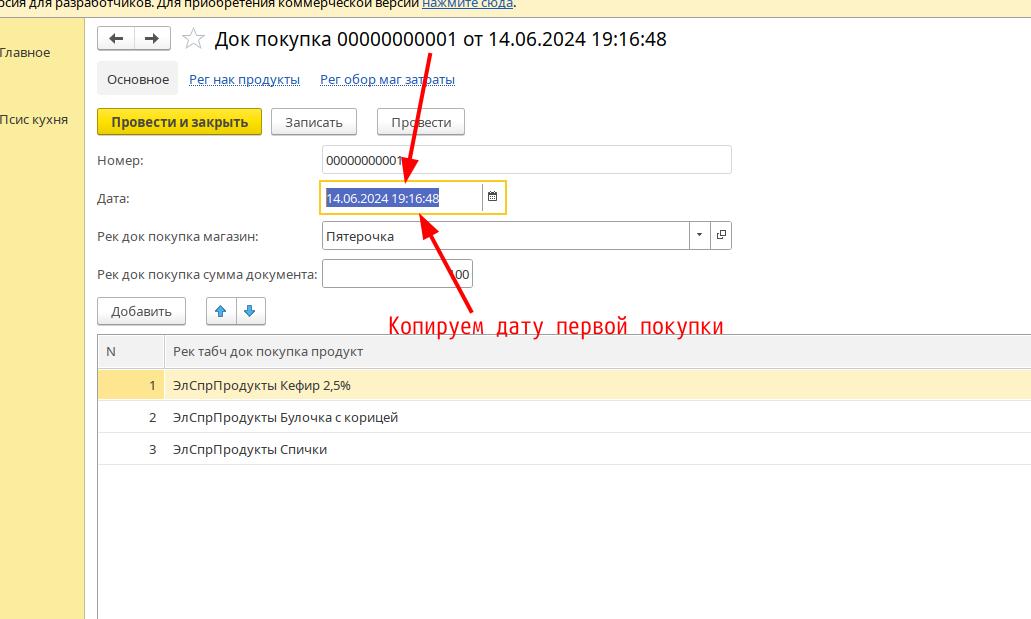 рсия для разработчиков. Для приобретения коммерческой версии нажмите сюда.
Главное
Псис кухня
Док покупка 00000000001 от 14.06.2024 19:16:48
Основное Рег нак продукты Рег обор маг затраты
Провести и закрыть Записать Провести
Номер: 00000000001
Дата: 14.06.2024 19:16:48
Рек док покупка магазин: Пятерочка
Рек док покупка сумма документа: 100
Добавить
Копируем дату первой покупки
N Рек табч док покупка продукт
1 ЭлСпрПродукты Кефир 2,5%
2 ЭлСпрПродукты Булочка с корицей
3 ЭлСпрПродукты Спички